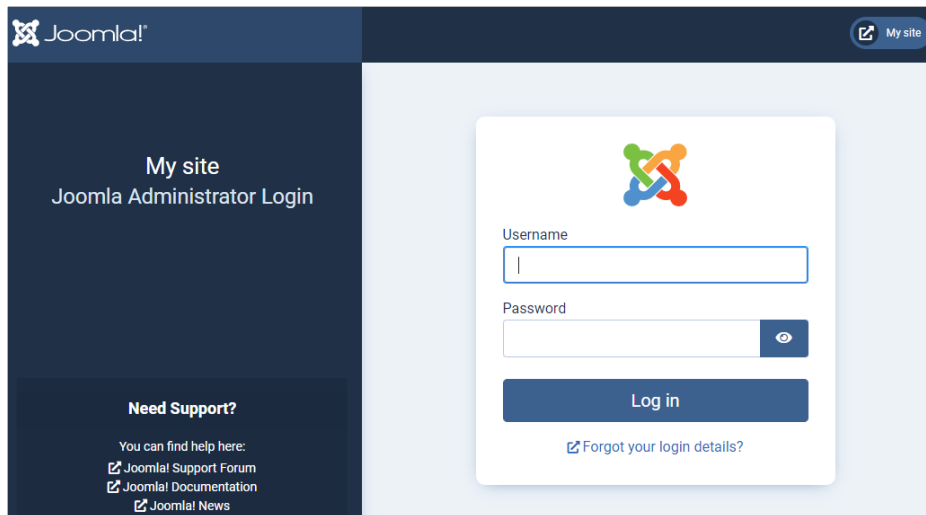 Joomla!®
My site
My site
Joomla Administrator Login
Username
Password
Log in
Forgot your login details?
Need Support?
You can find help here:
Joomla! Support Forum
Joomla! Documentation
Joomla! News